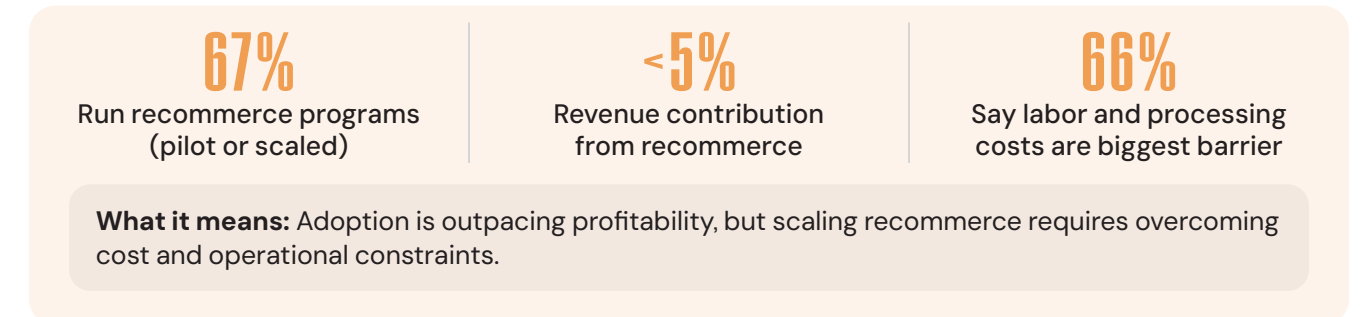 67%
Run recommerce programs
(pilot or scaled)
<5%
Revenue contribution
from recommerce
66%
Say labor and processing
costs are biggest barrier
What it means: Adoption is outpacing profitability, but scaling recommerce requires overcoming
cost and operational constraints.